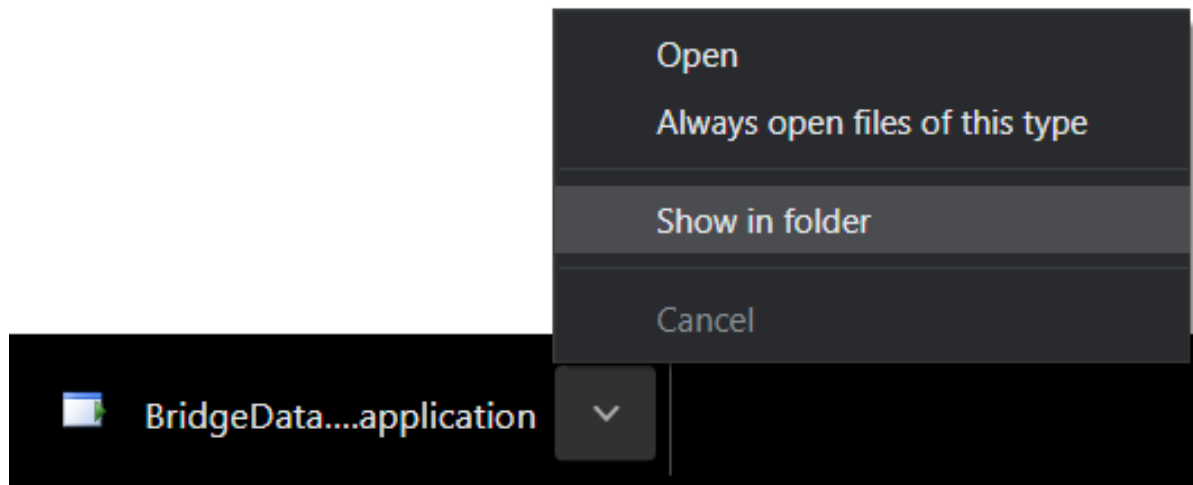 Open
Always open files of this type
Show in folder
Cancel
BridgeData....application